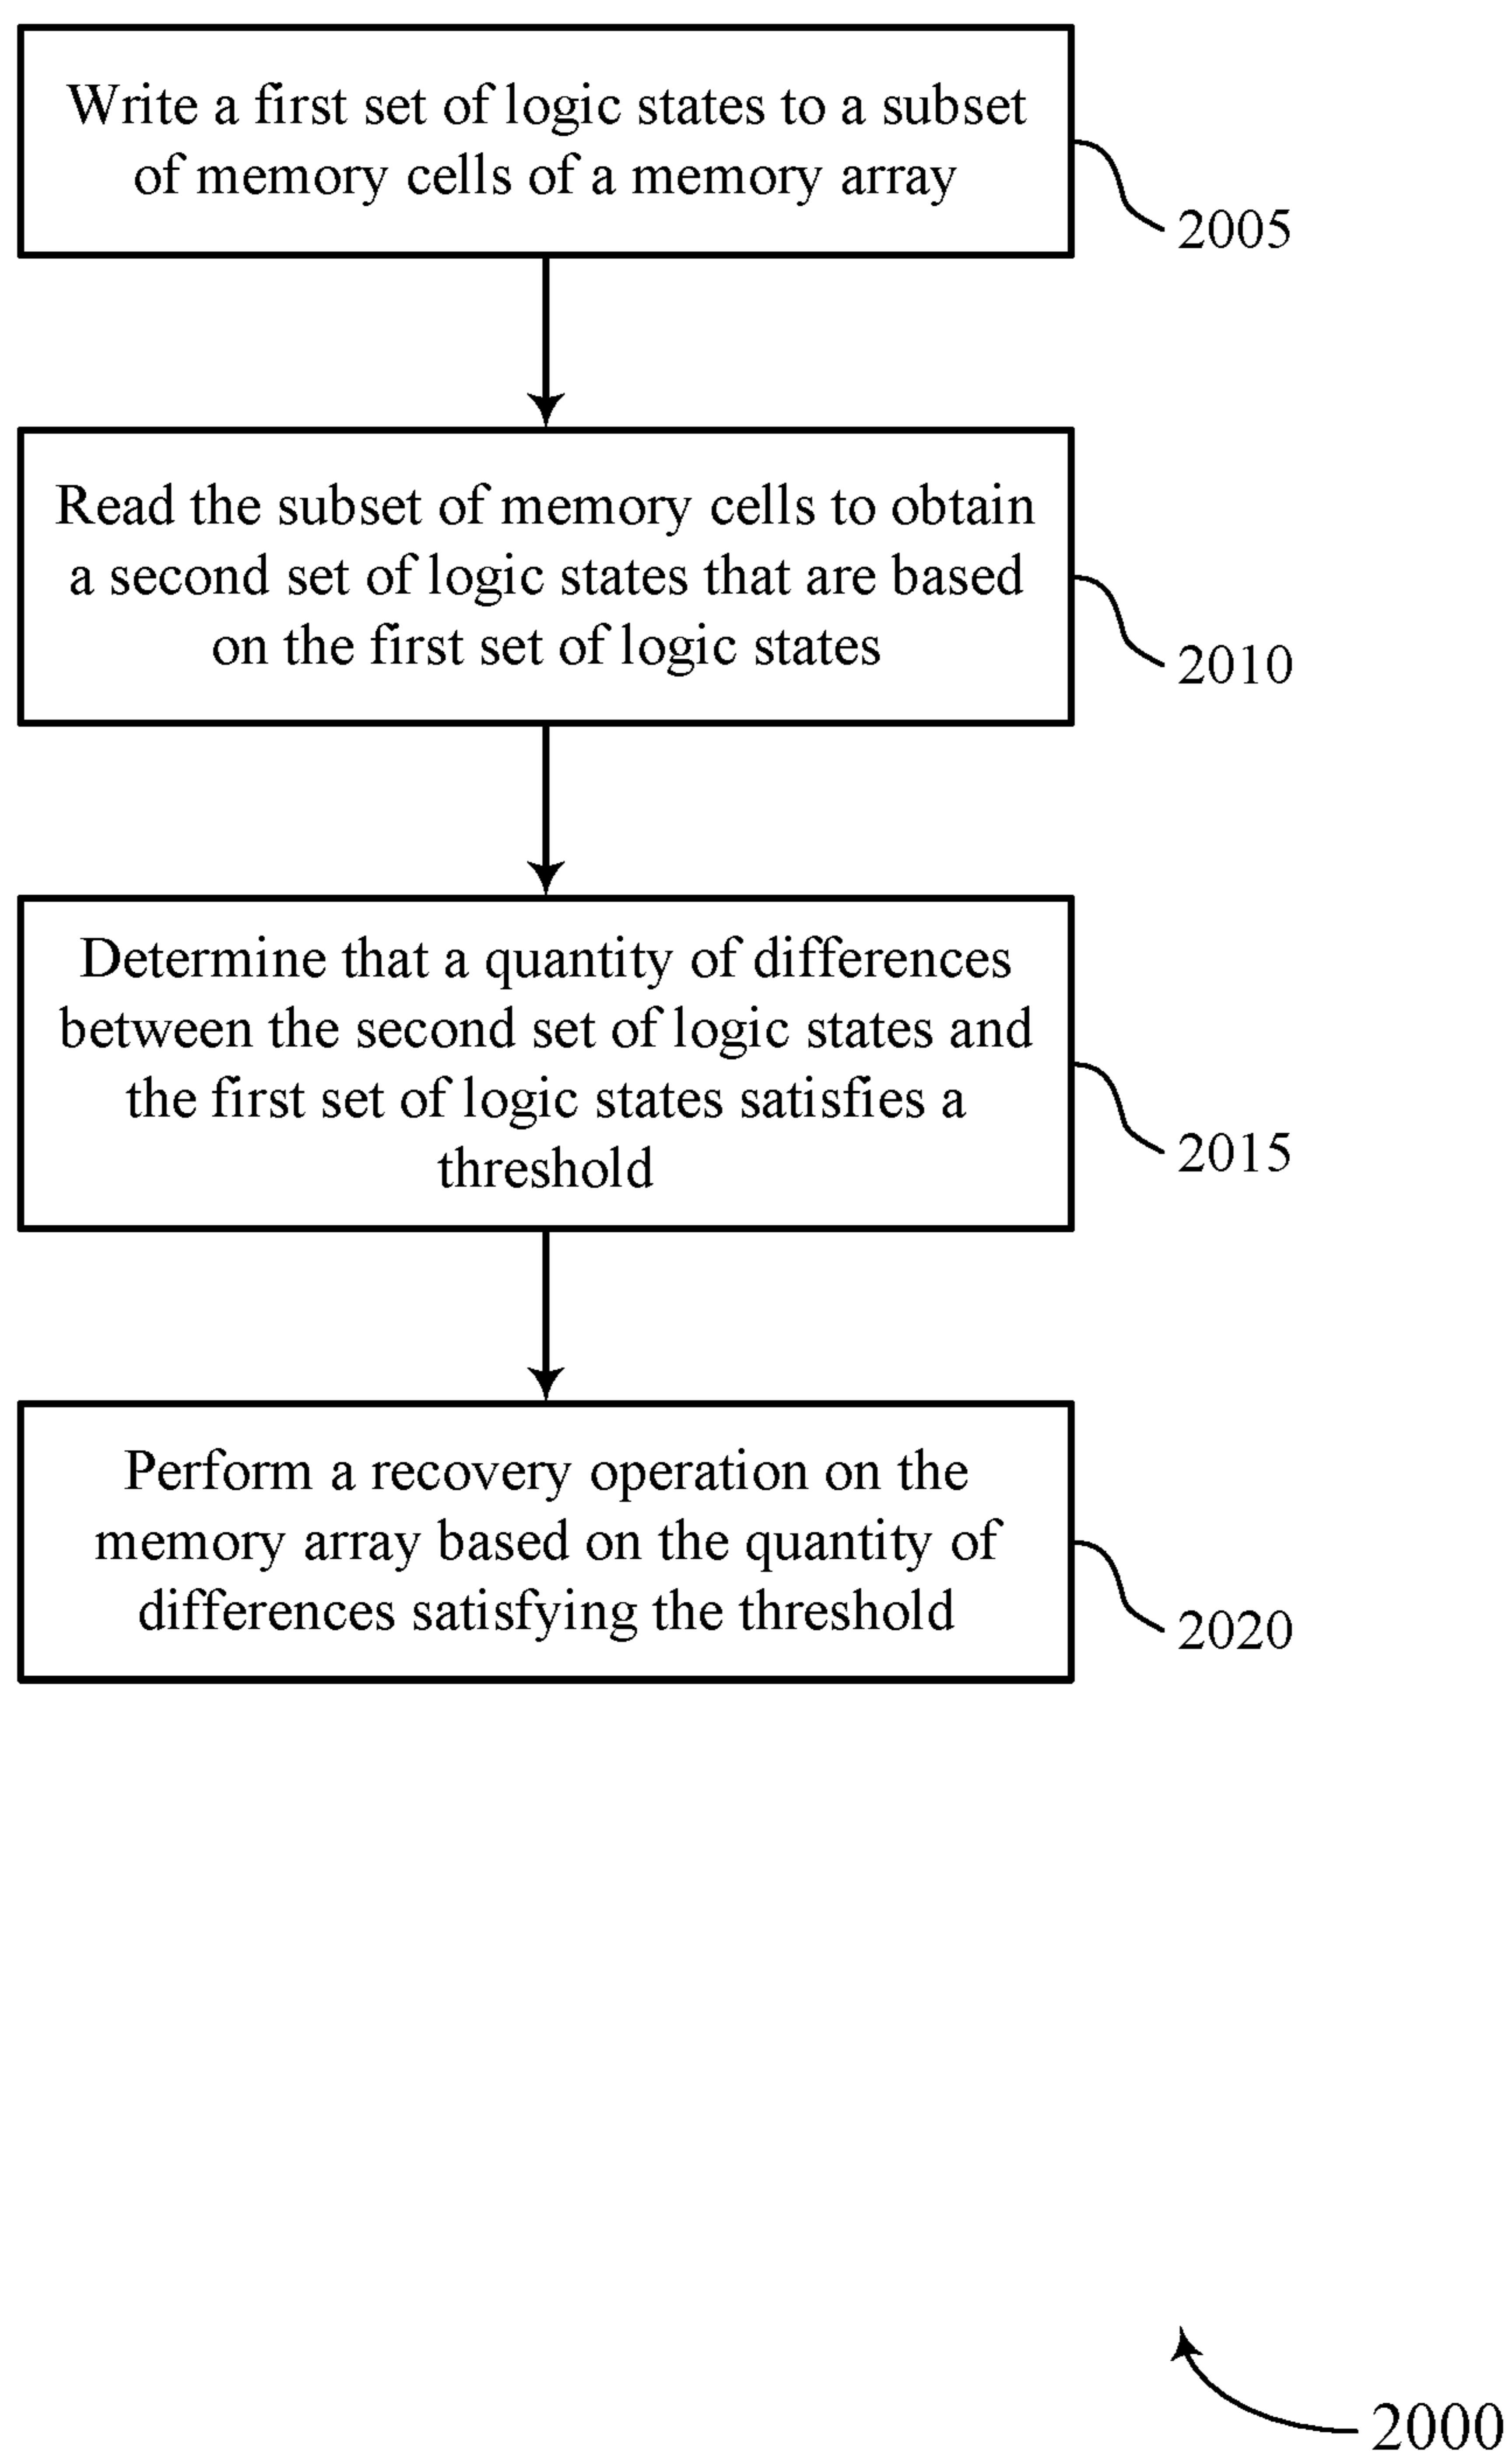 Write a first set of logic states to a subset
of memory cells of a memory array
2005
Read the subset of memory cells to obtain
a second set of logic states that are based
on the first set of logic states
2010
Determine that a quantity of differences
between the second set of logic states and
the first set of logic states satisfies a
threshold
2015
Perform a recovery operation on the
memory array based on the quantity of
differences satisfying the threshold
2020
2000